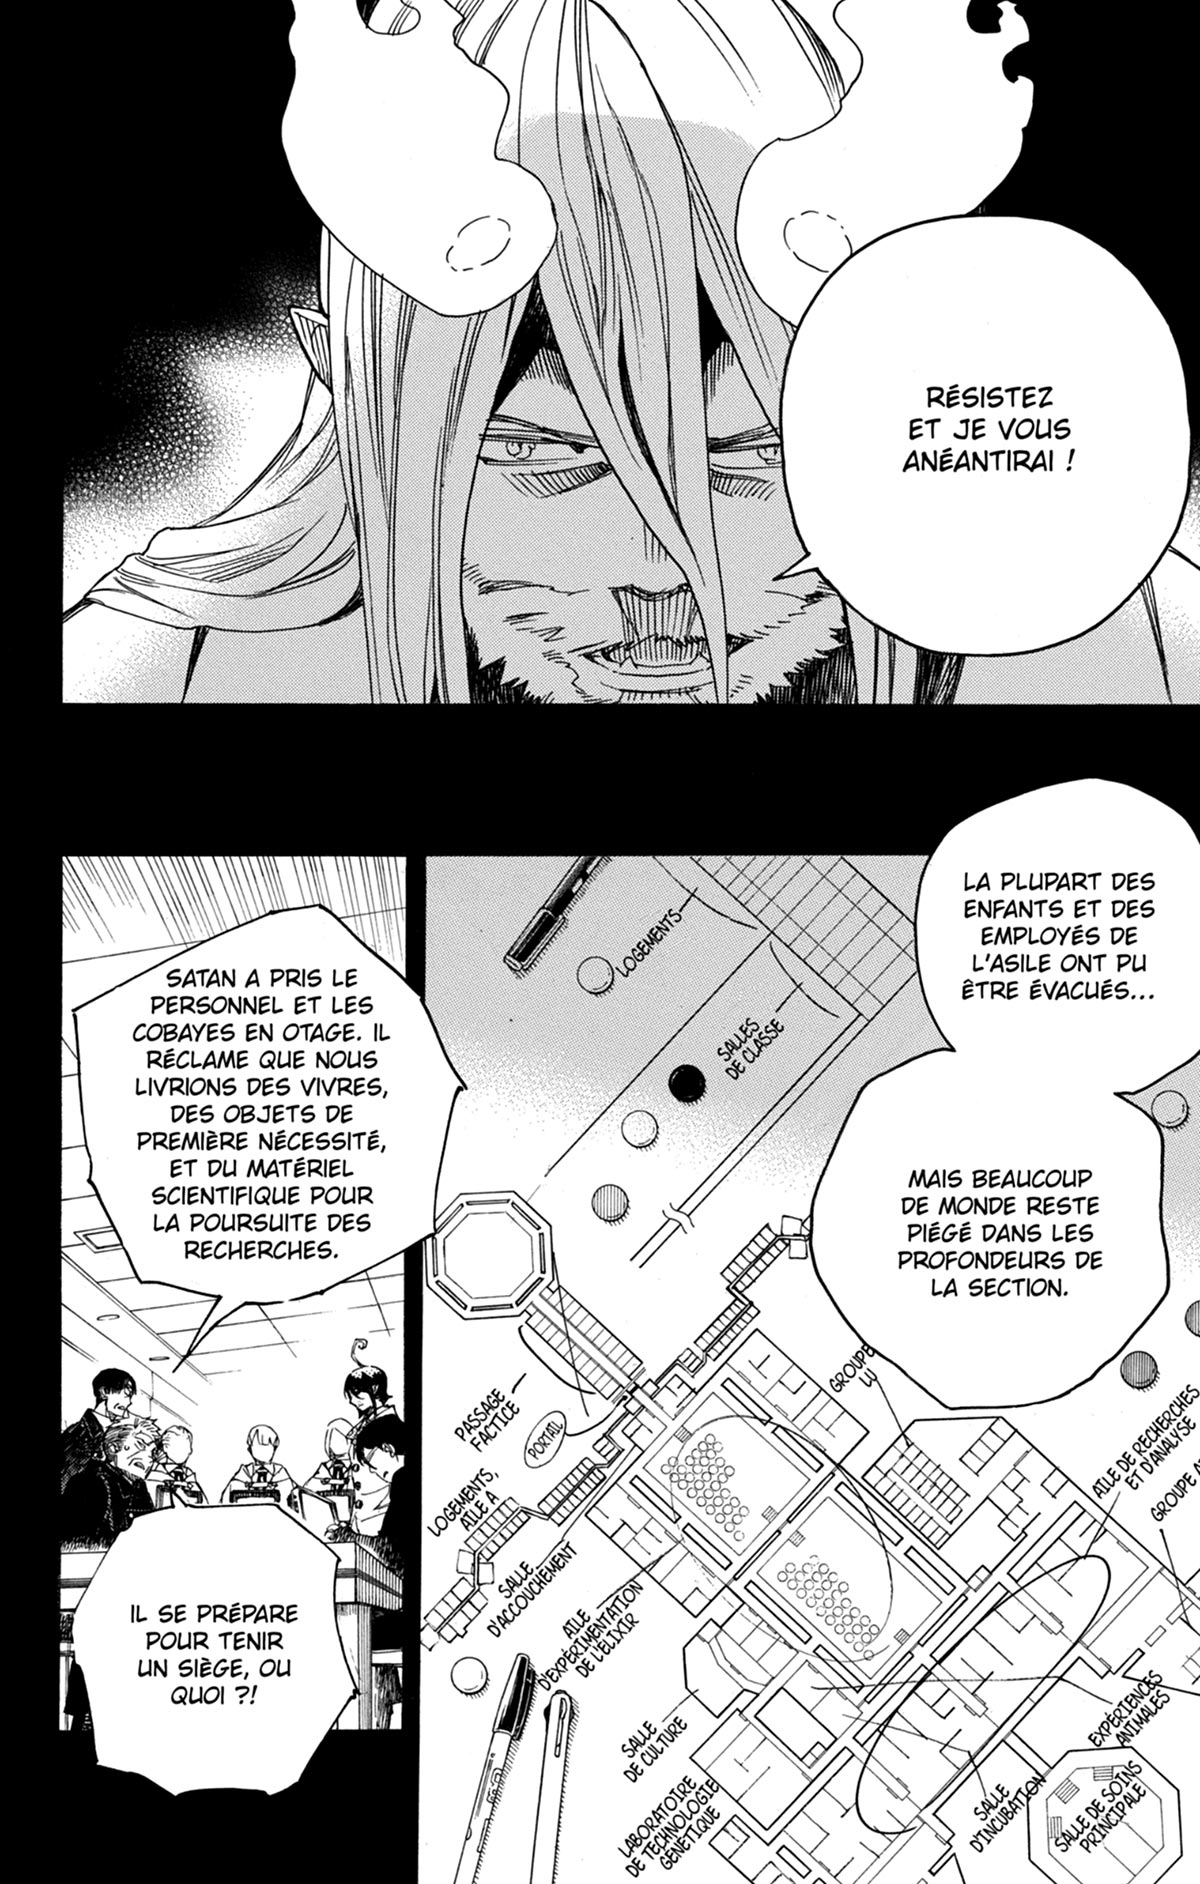 RÉSISTEZ
ET JE VOUS
ANÉANTIRAI !
LA PLUPART DES
ENFANTS ET DES
EMPLOYÉS DE
L'ASILE ONT PU
ÊTRE ÉVACUÉS...
MAIS BEAUCOUP
DE MONDE RESTE
PIÉGÉ DANS LES
PROFONDEURS DE
LA SECTION.
LOGEMENTS
SALLES
DE CLASSE
PASSAGE
FACTICE
PORTAIL
GROUPE
LU
AILE DE RECHERCHES
ET D'ANALYSE
GROUPE
LOGEMENTS,
AILE A
SALLE
D'ACCOUCHEMENT
AILE
D'EXPÉRIMENTATION
DE L'ÉLIXIR
SALLE
DE CULTURE
LABORATOIRE
DE TECHNOLOGIE
GÉNÉTIQUE
EXPÉRIENCES
ANIMALES
SALLE
D'INCUBATION
SALLE DE SOINS
PRINCIPALE
SATAN A PRIS LE
PERSONNEL ET LES
COBAYES EN OTAGE. IL
RÉCLAME QUE NOUS
LIVRIONS DES VIVRES,
DES OBJETS DE
PREMIÈRE NÉCESSITÉ,
ET DU MATÉRIEL
SCIENTIFIQUE POUR
LA POURSUITE DES
RECHERCHES.
IL SE PRÉPARE
POUR TENIR
UN SIÈGE, OU
QUOI ?!